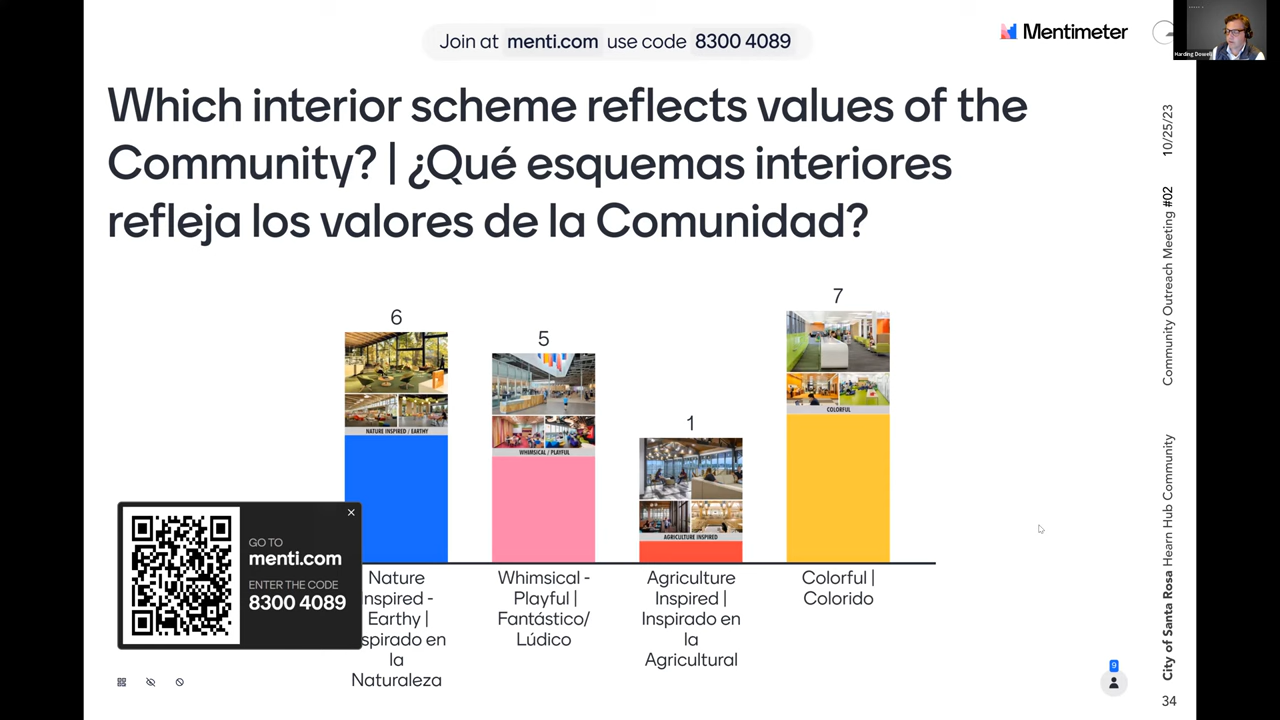 Join at menti.com use code 8300 4089
Mentimeter
Harding Dowell
Which interior scheme reflects values of the
Community? | ¿Qué esquemas interiores
refleja los valores de la Comunidad?
6
5
1
7
NATURE INSPIRED / EARTHY
WHIMSICAL / PLAYFUL
AGRICULTURE INSPIRED
COLORFUL
GO TO
menti.com
ENTER THE CODE
8300 4089
Nature
Inspired -
Earthy |
spirado en
la
Naturaleza
Whimsical -
Playful |
Fantástico/
Lúdico
Agriculture
Inspired |
Inspirado en
la
Agricultural
Colorful |
Colorido
9
City of Santa Rosa Hearn Hub Community Community Outreach Meeting #02 10/25/23
34